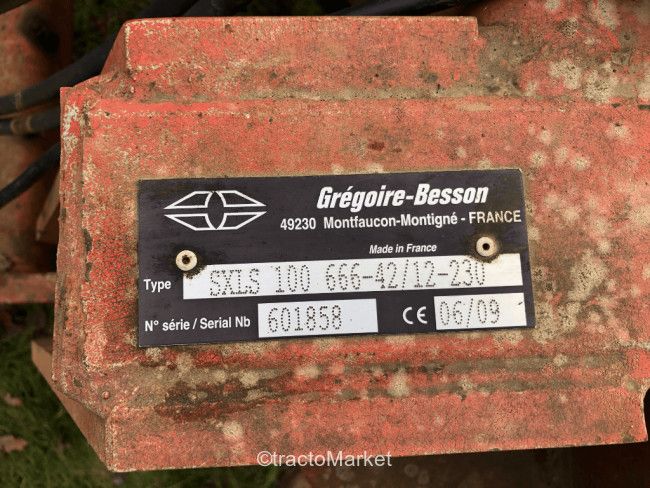 Grégoire-Besson
49230 Montfaucon-Montigné - FRANCE
Made in France
Type SXLS 100 666-42/12-230
N° série / Serial Nb 601858 CE 06/09
©tractoMarket